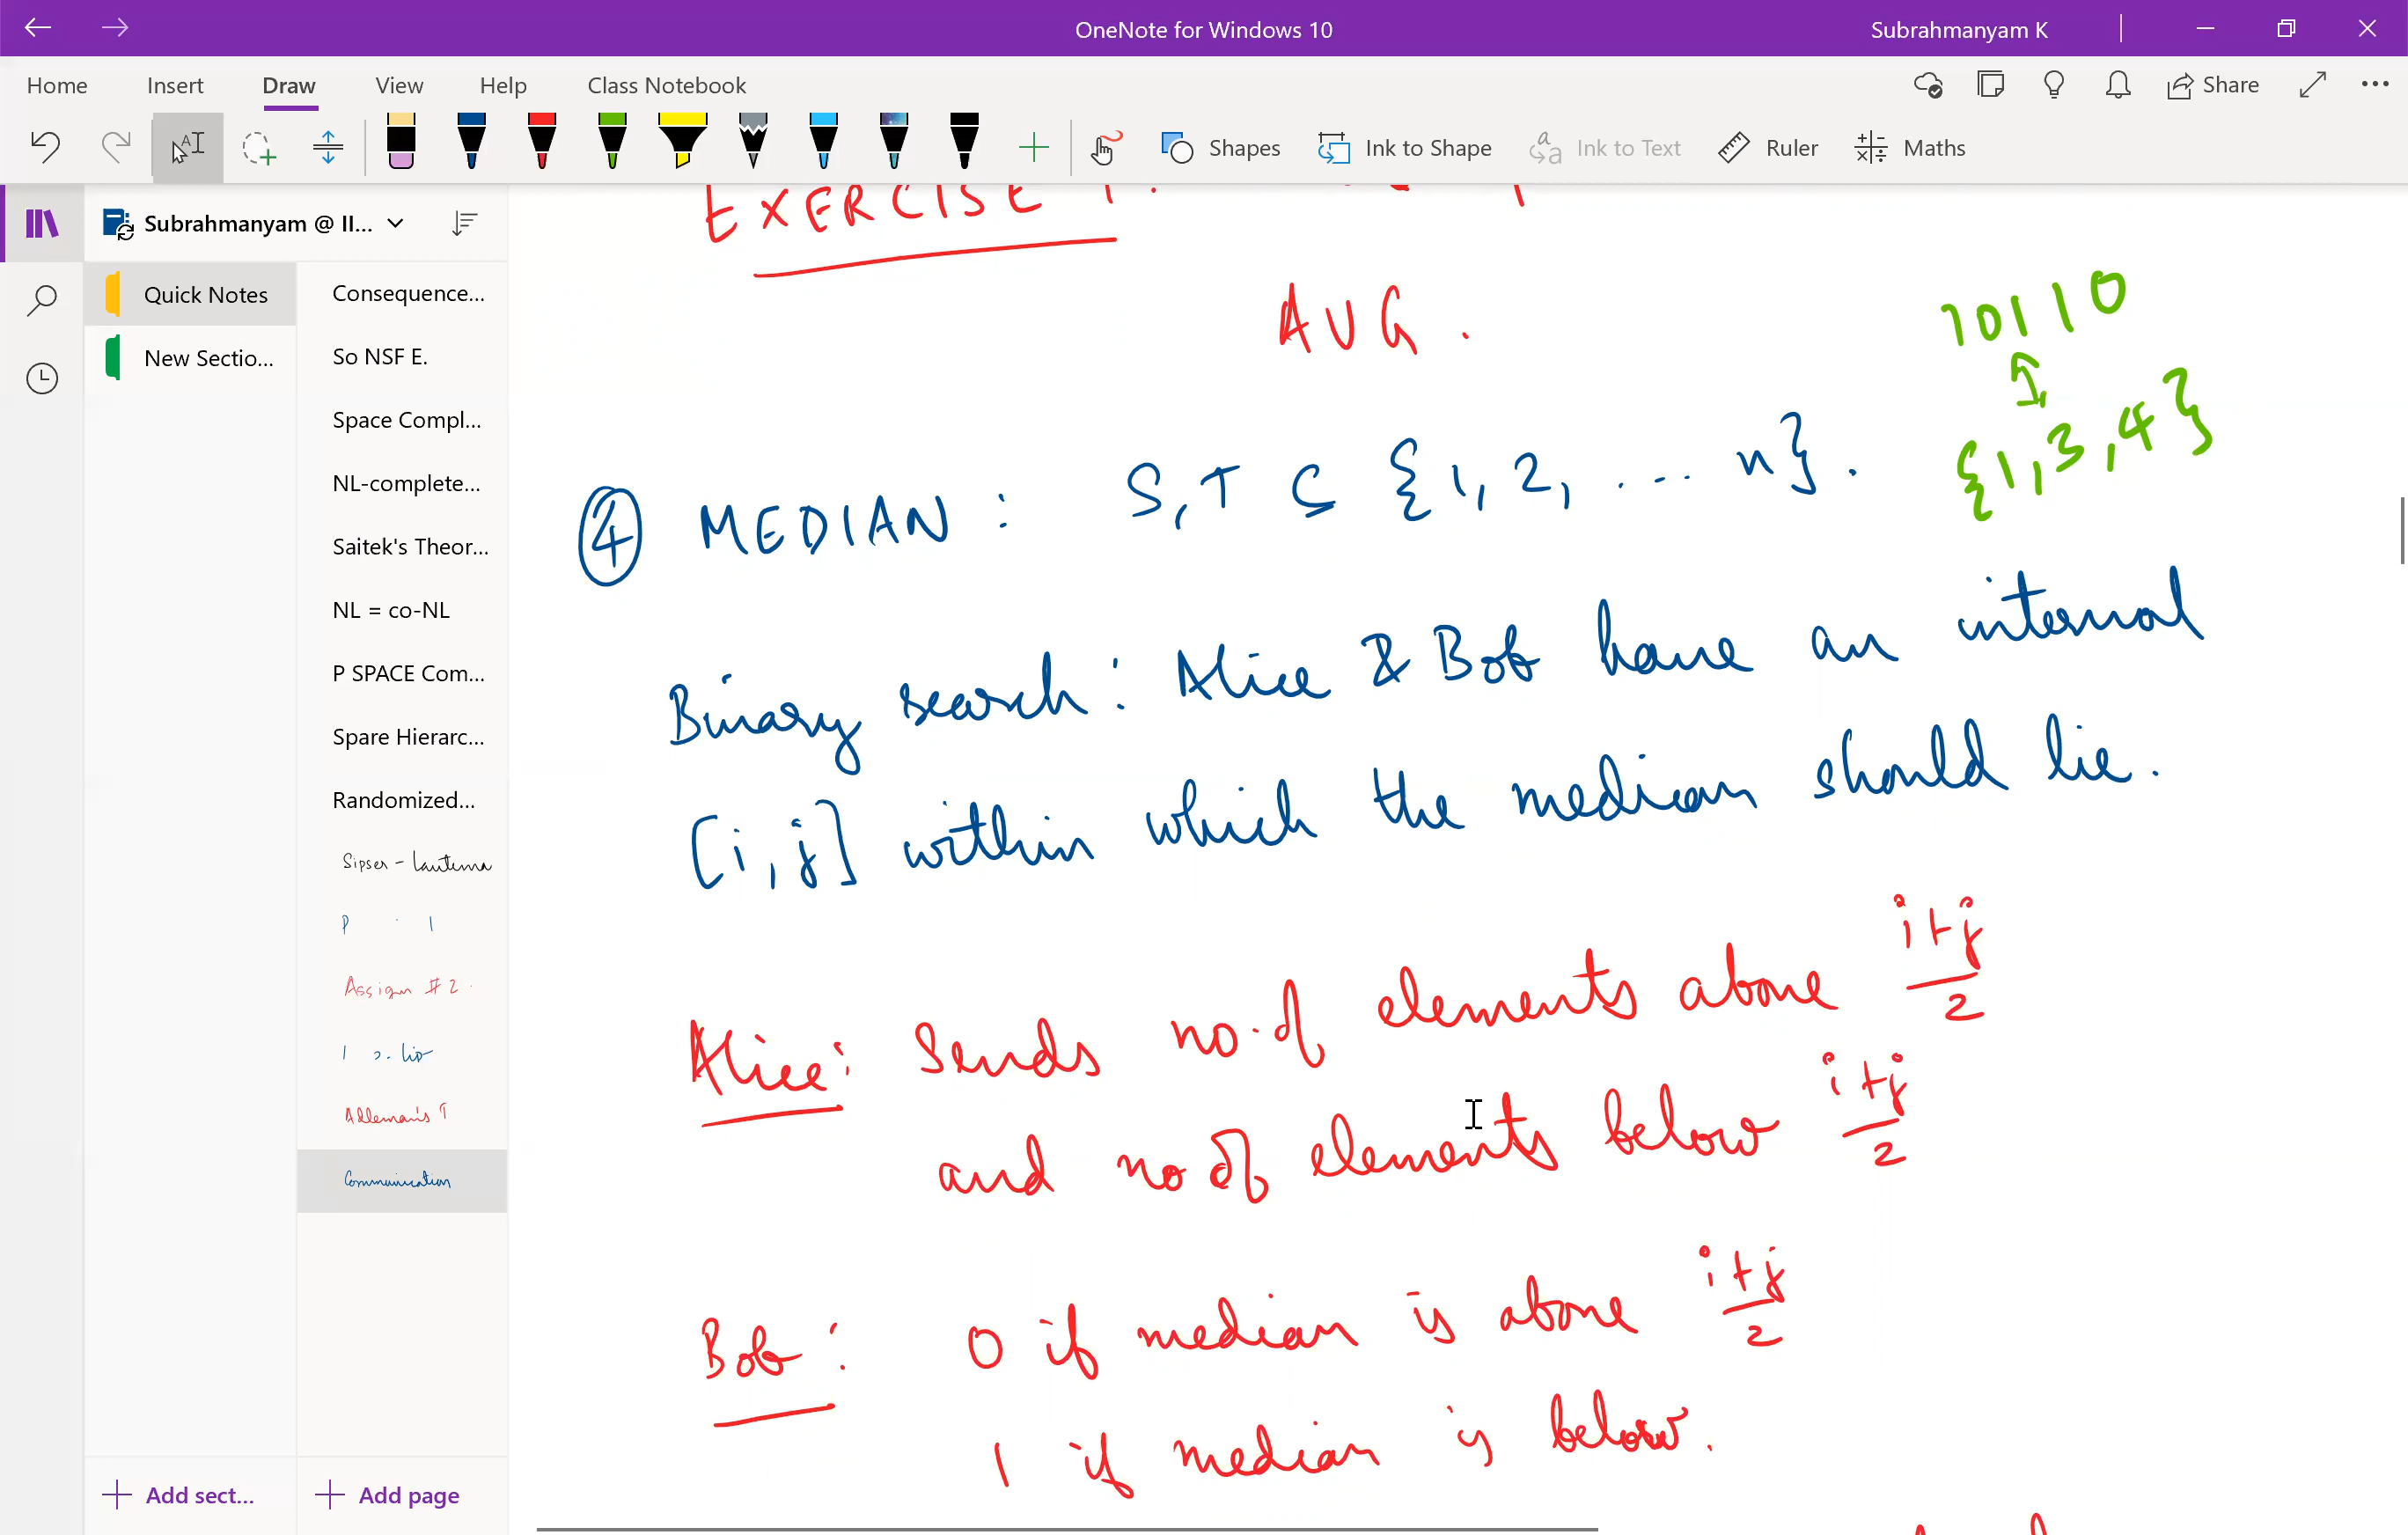 OneNote for Windows 10
Subrahmanyam K
Home Insert Draw View Help Class Notebook
Share
Shapes Ink to Shape Ink to Text Ruler Maths
Subrahmanyam @ II...
Quick Notes
New Sectio...
Consequence...
So NSF E.
Space Compl...
NL-complete...
Saitek's Theor...
NL = co-NL
P SPACE Com...
Spare Hierarc...
Randomized...
Sipser - Lautema
Assign #2.
Adleman's T
Communication
Add sect...
Add page
EXERCISE 1:
AVG.
10110
↕
{1,3,4}
④ MEDIAN : S,T ⊆ {1, 2, ... n}.
Binary search : Alice & Bob have an interval
[i, j] within which the median should lie.
Alice: Sends no. of elements above i+j/2
and no of elements below i+j/2
Bob: 0 if median is above i+j/2
1 if median is below.